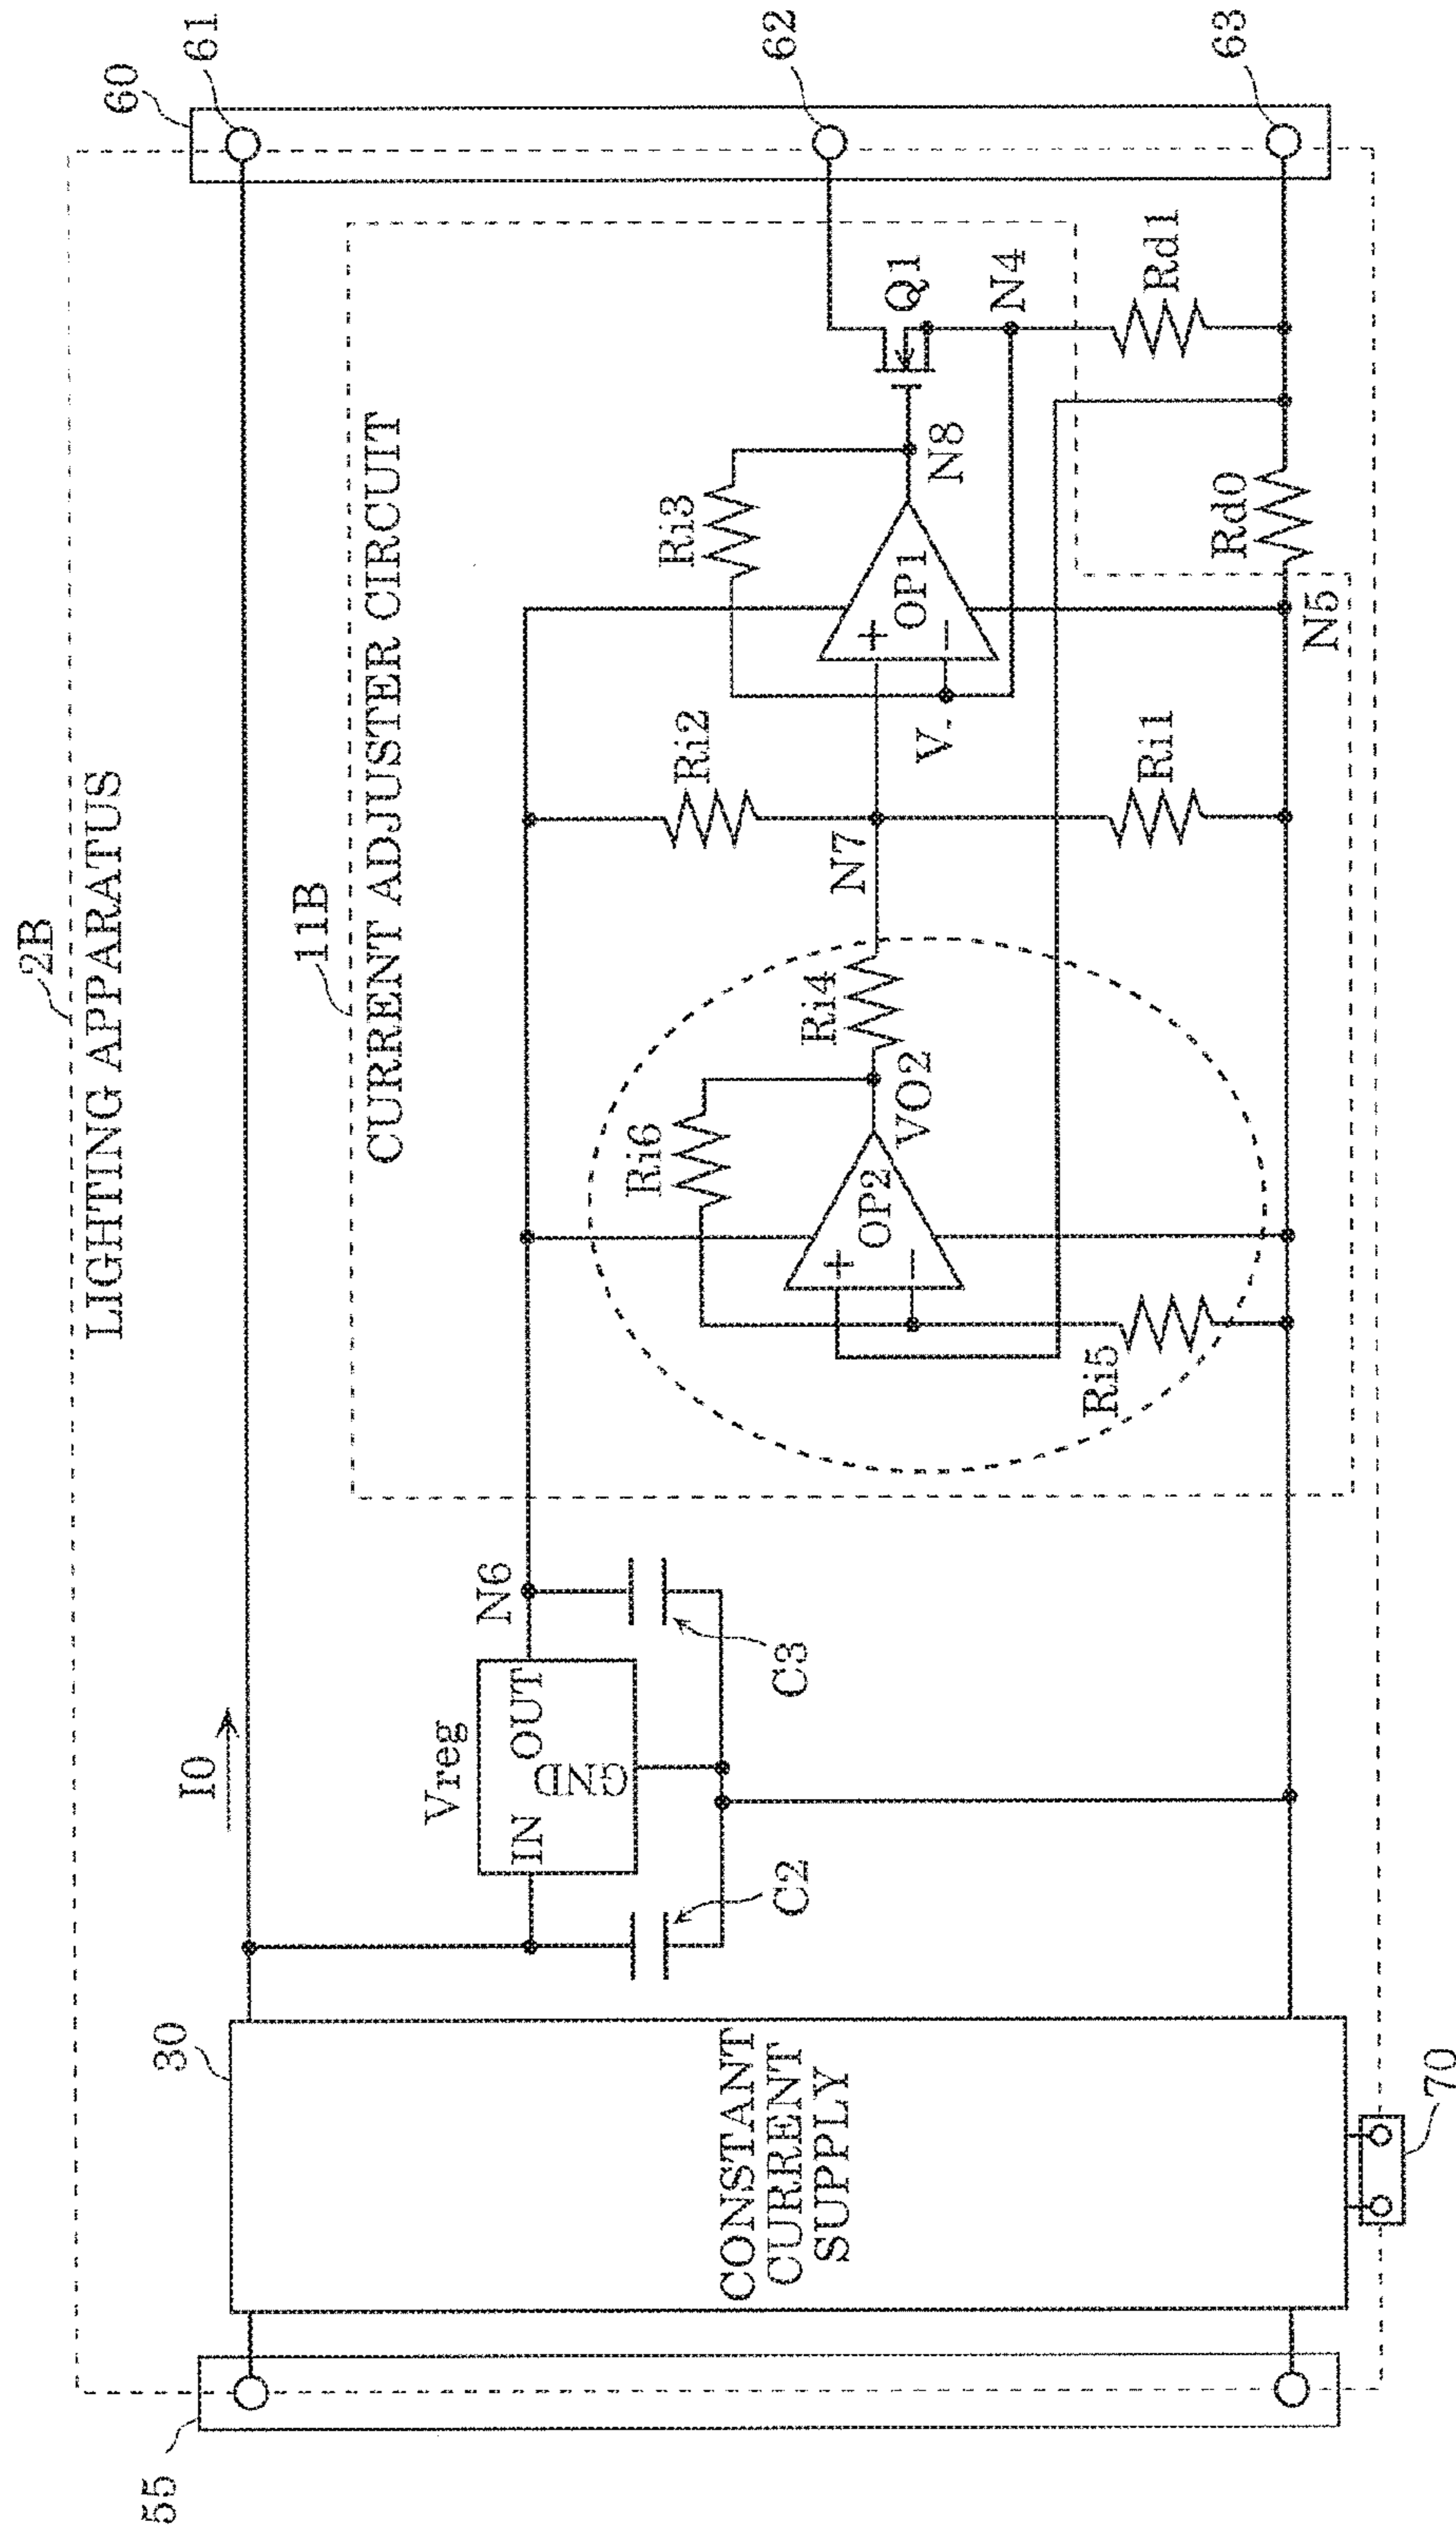 2B
LIGHTING APPARATUS
60
61
62
63
I0
11B
CURRENT ADJUSTER CIRCUIT
30
Vreg
IN
OUT
GND
N6
C2
C3
CONSTANT
CURRENT
SUPPLY
55
70
Ri6
OP2
+
−
VO2
Ri4
Ri5
N7
Ri2
Ri1
Ri3
OP1
+
−
V-
N8
Q1
N4
Rd1
Rd0
N5